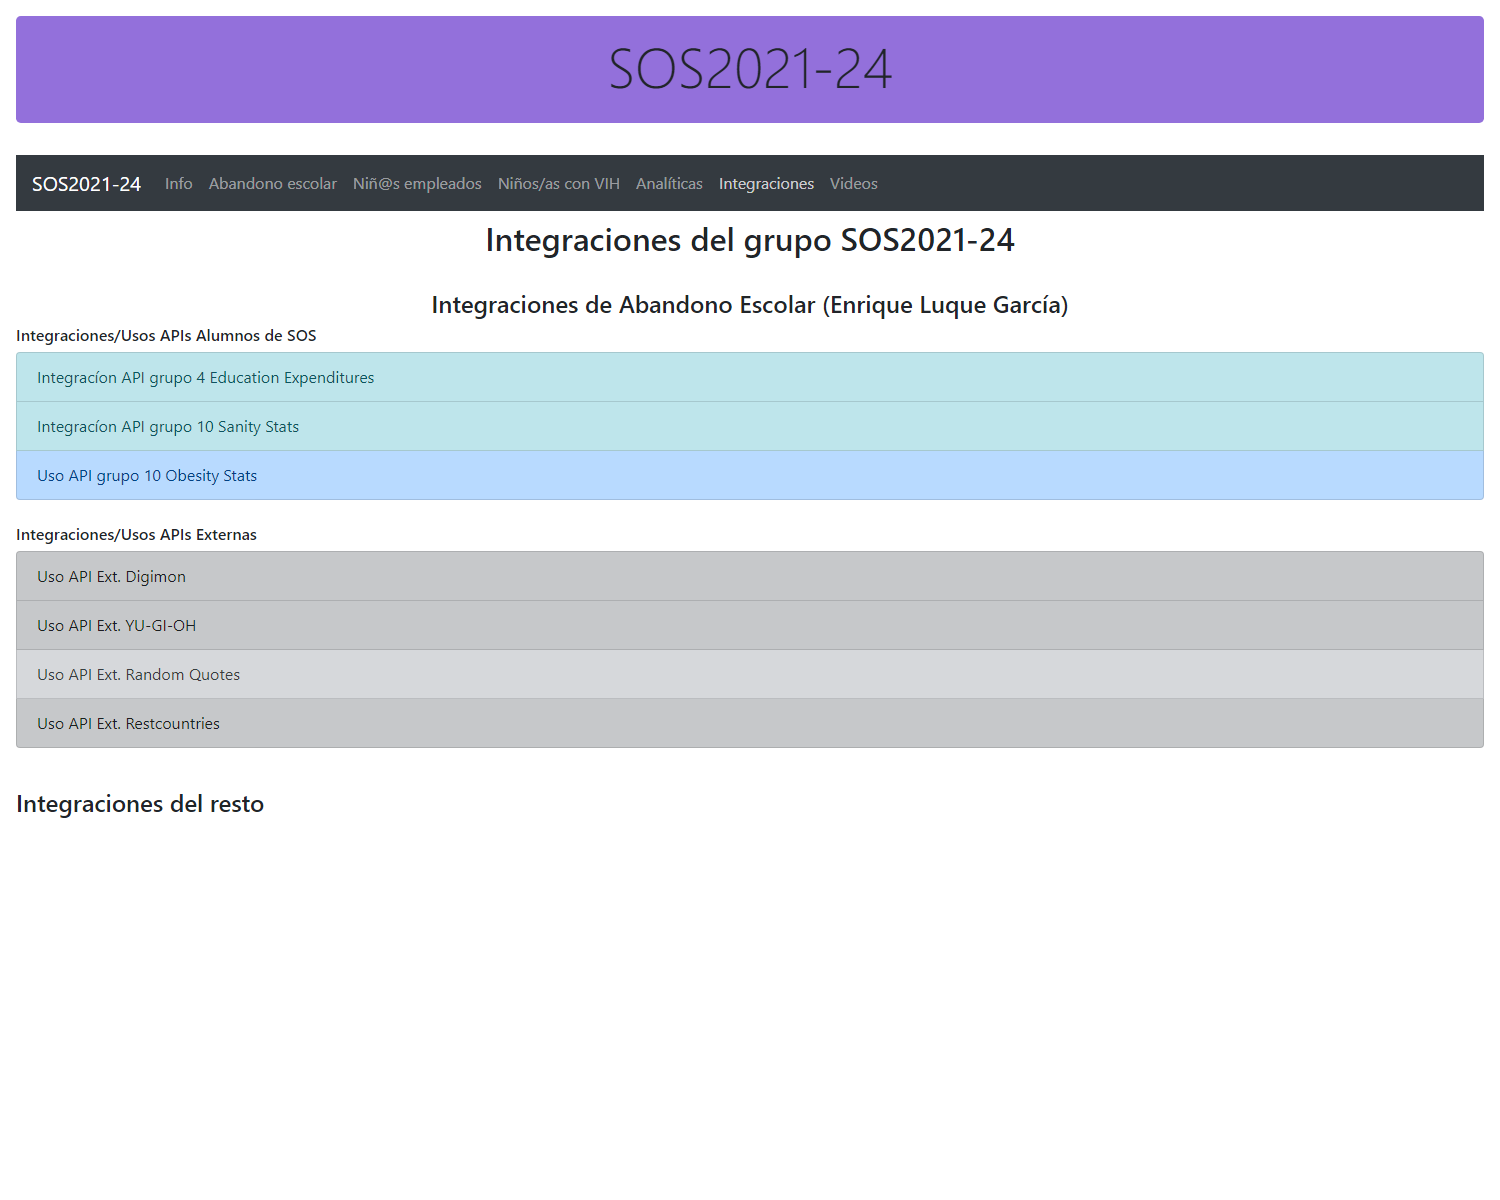 SOS2021-24
SOS2021-24 Info Abandono escolar Niñ@s empleados Niños/as con VIH Analíticas Integraciones Videos
Integraciones del grupo SOS2021-24
Integraciones de Abandono Escolar (Enrique Luque García)
Integraciones/Usos APIs Alumnos de SOS
Integracíon API grupo 4 Education Expenditures
Integracíon API grupo 10 Sanity Stats
Uso API grupo 10 Obesity Stats
Integraciones/Usos APIs Externas
Uso API Ext. Digimon
Uso API Ext. YU-GI-OH
Uso API Ext. Random Quotes
Uso API Ext. Restcountries
Integraciones del resto